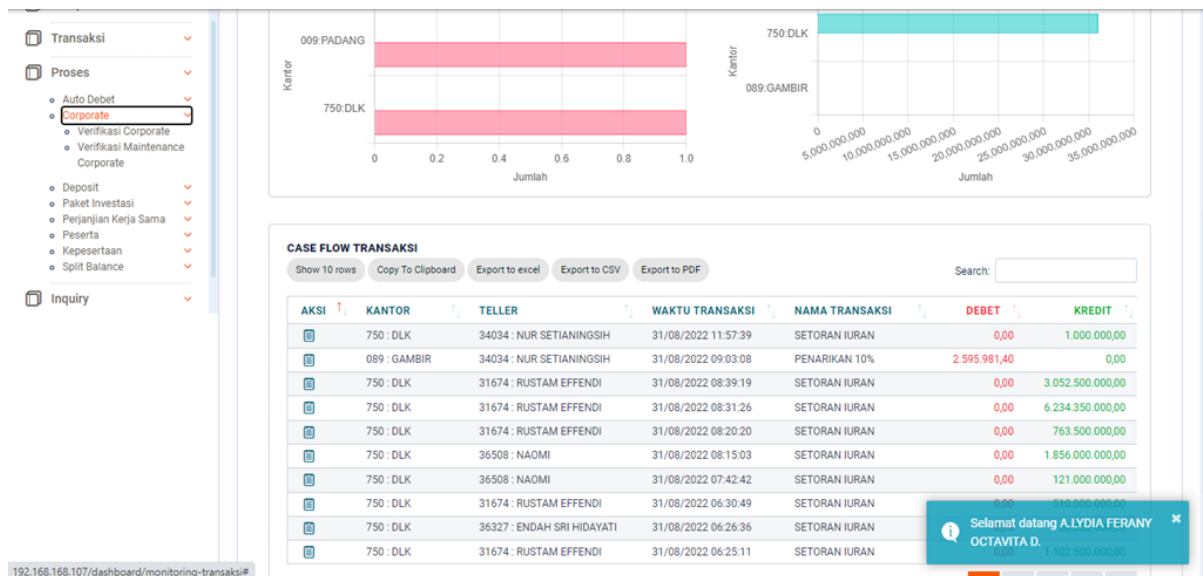 Transaksi
Proses
Auto Debet
Corporate
Verifikasi Corporate
Verifikasi Maintenance
Corporate
Deposit
Paket Investasi
Perjanjian Kerja Sama
Peserta
Kepesertaan
Split Balance
Inquiry
Kantor
009:PADANG
750:DLK
0 0.2 0.4 0.6 0.8 1.0
Jumlah
Kantor
750:DLK
089:GAMBIR
0 5,000,000,000 10,000,000,000 15,000,000,000 20,000,000,000 25,000,000,000 30,000,000,000 35,000,000,000
Jumlah
CASE FLOW TRANSAKSI
Show 10 rows Copy To Clipboard Export to excel Export to CSV Export to PDF Search:
AKSI KANTOR TELLER WAKTU TRANSAKSI NAMA TRANSAKSI DEBET KREDIT
750 : DLK 34034 : NUR SETIANINGSIH 31/08/2022 11:57:39 SETORAN IURAN 0,00 1.000.000,00
089 : GAMBIR 34034 : NUR SETIANINGSIH 31/08/2022 09:03:08 PENARIKAN 10% 2.595.981,40 0,00
750 : DLK 31674 : RUSTAM EFFENDI 31/08/2022 08:39:19 SETORAN IURAN 0,00 3.052.500.000,00
750 : DLK 31674 : RUSTAM EFFENDI 31/08/2022 08:31:26 SETORAN IURAN 0,00 6.234.350.000,00
750 : DLK 31674 : RUSTAM EFFENDI 31/08/2022 08:20:20 SETORAN IURAN 0,00 763.500.000,00
750 : DLK 36508 : NAOMI 31/08/2022 08:15:03 SETORAN IURAN 0,00 1.856.000.000,00
750 : DLK 36508 : NAOMI 31/08/2022 07:42:42 SETORAN IURAN 0,00 121.000.000,00
750 : DLK 31674 : RUSTAM EFFENDI 31/08/2022 06:30:49 SETORAN IURAN 0,00 510.000.000,00
750 : DLK 36327 : ENDAH SRI HIDAYATI 31/08/2022 06:26:36 SETORAN IURAN
750 : DLK 31674 : RUSTAM EFFENDI 31/08/2022 06:25:11 SETORAN IURAN 0,00 1.102.500.000,00
Selamat datang A.LYDIA FERANY
OCTAVITA D.
192.168.168.107/dashboard/monitoring-transaksi#